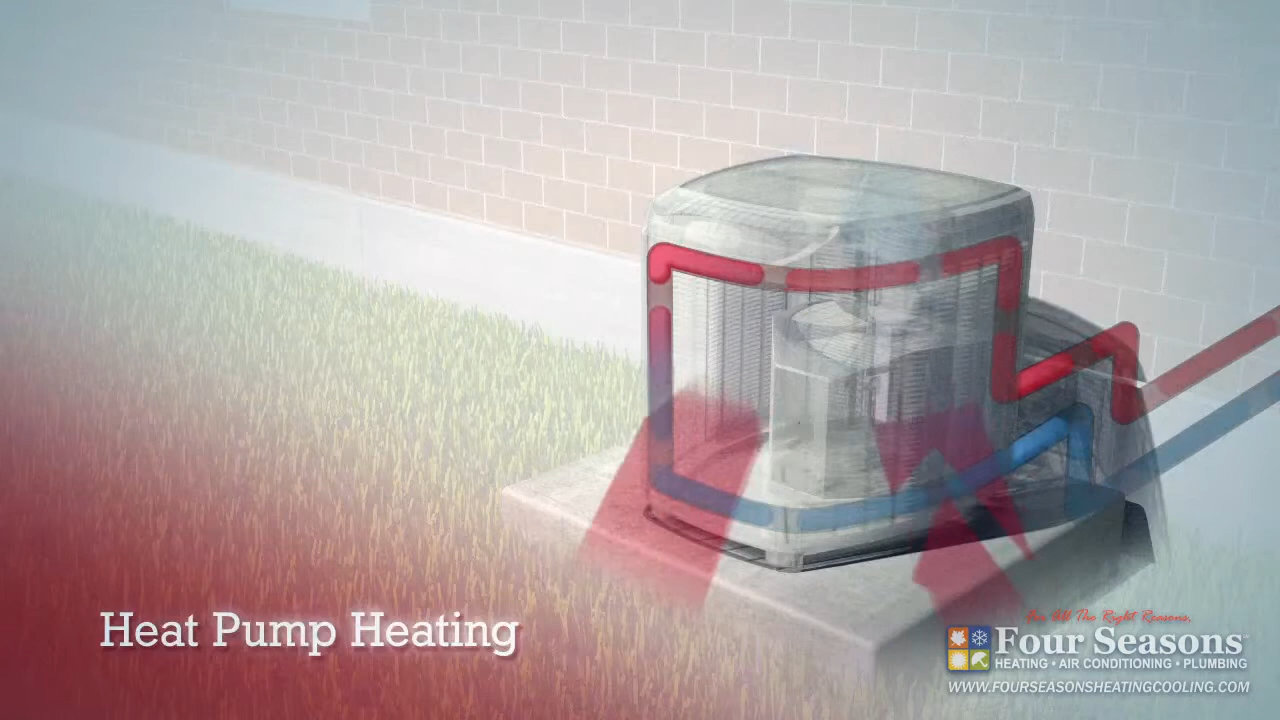 Heat Pump Heating
For All The Right Reasons.
Four Seasons
HEATING • AIR CONDITIONING • PLUMBING
WWW.FOURSEASONSHEATINGCOOLING.COM